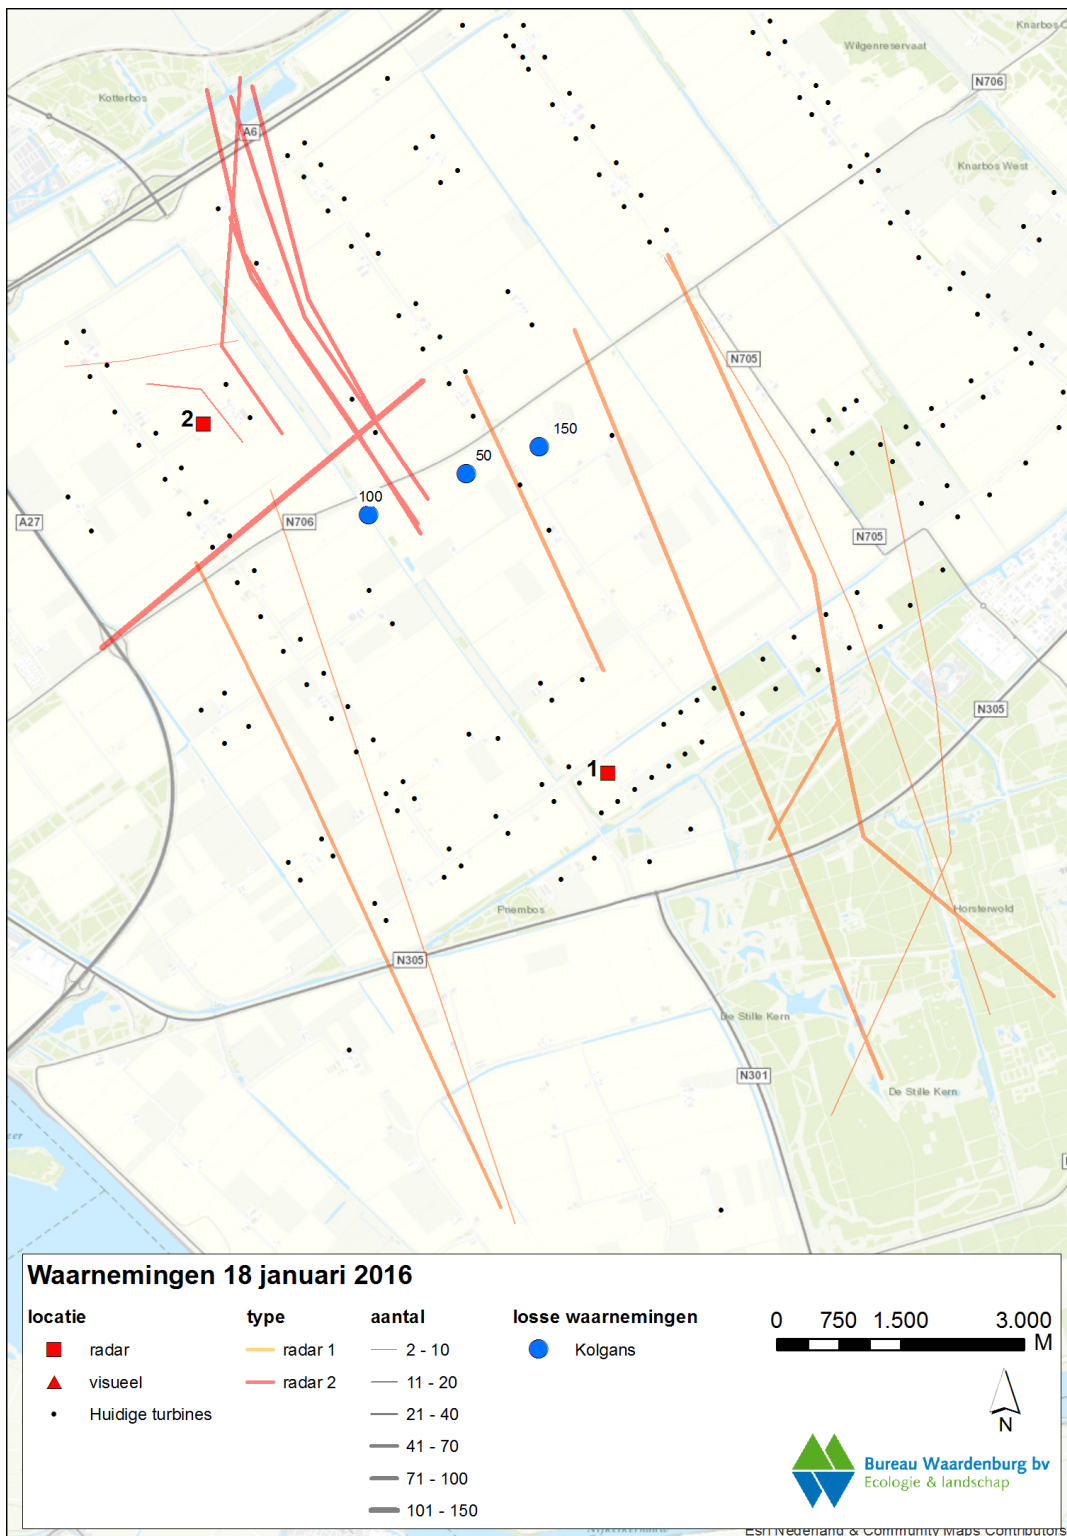 Knarbos O
Wilgenreservaat
N706
Kotterbos
A6
Knarbos West
N705
2
150
50
100
N706
A27
N705
N305
1
Priembos
Horsterwold
N305
De Stille Kern
N301
De Stille Kern
eer
Waarnemingen 18 januari 2016
locatie
radar
visueel
Huidige turbines
type
radar 1
radar 2
aantal
2 - 10
11 - 20
21 - 40
41 - 70
71 - 100
101 - 150
losse waarnemingen
Kolgans
0 750 1.500 3.000
M
N
Bureau Waardenburg bv
Ecologie & landschap
Nijkerkernauw
Esri Nederland & Community Maps Contributors